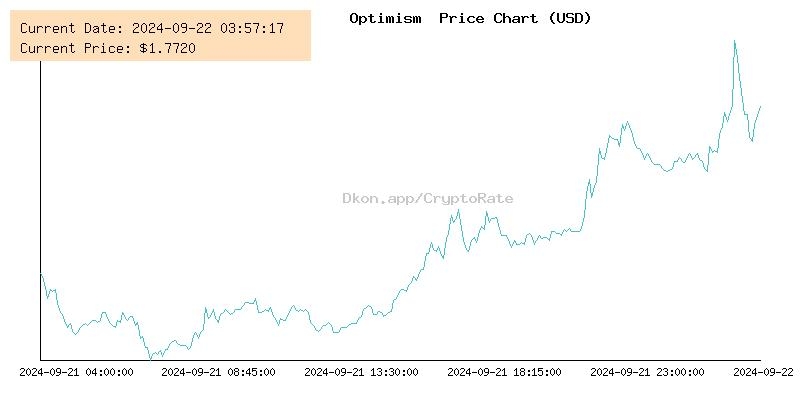 Optimism  Price Chart (USD)
Current Date: 2024-09-22 03:57:17
Current Price: $1.7720
Dkon.app/CryptoRate
2024-09-21 04:00:00 2024-09-21 08:45:00 2024-09-21 13:30:00 2024-09-21 18:15:00 2024-09-21 23:00:00 2024-09-22